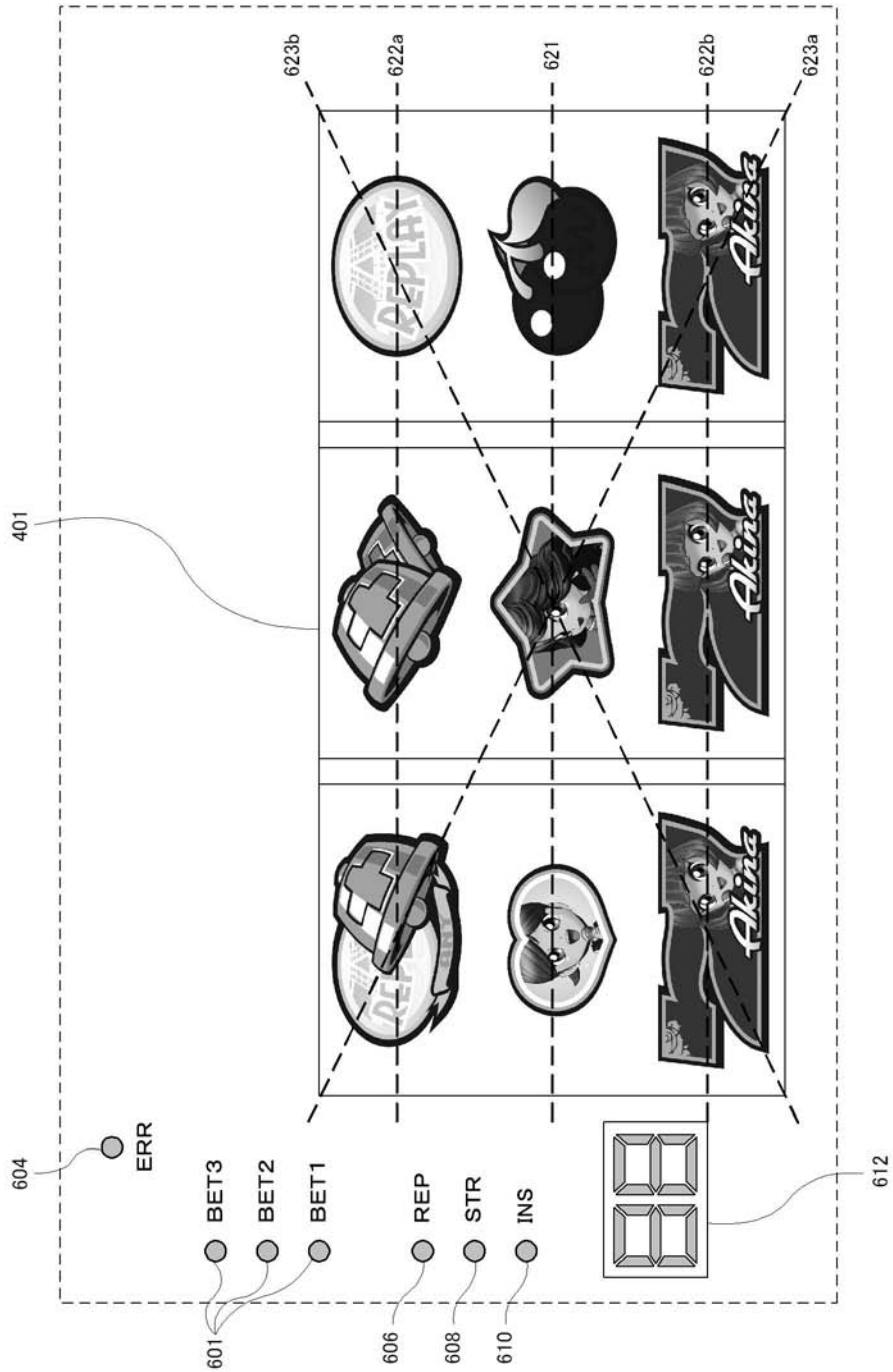 604
401
ERR
601
BET3
BET2
BET1
623b
606
REP
REPLAY
622a
608
STR
610
INS
621
622b
Akina
Akina
Akina
623a
612